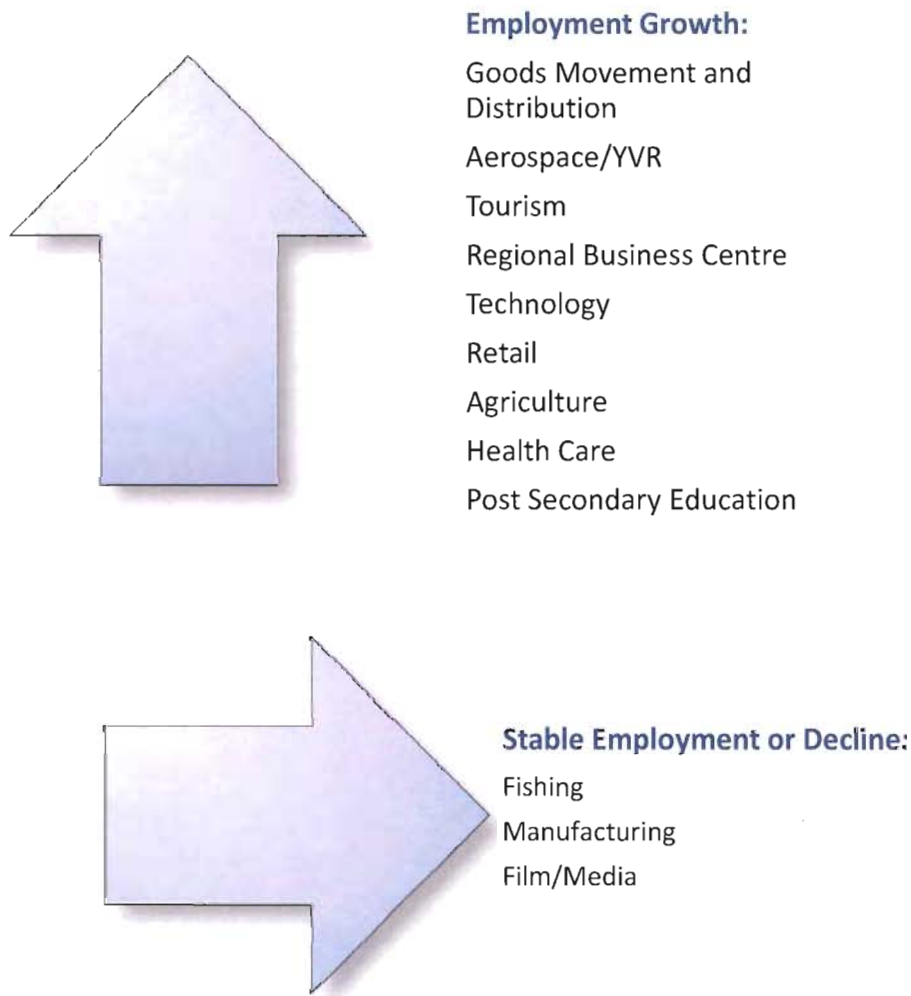 Employment Growth:
Goods Movement and
Distribution
Aerospace/YVR
Tourism
Regional Business Centre
Technology
Retail
Agriculture
Health Care
Post Secondary Education
Stable Employment or Decline:
Fishing
Manufacturing
Film/Media